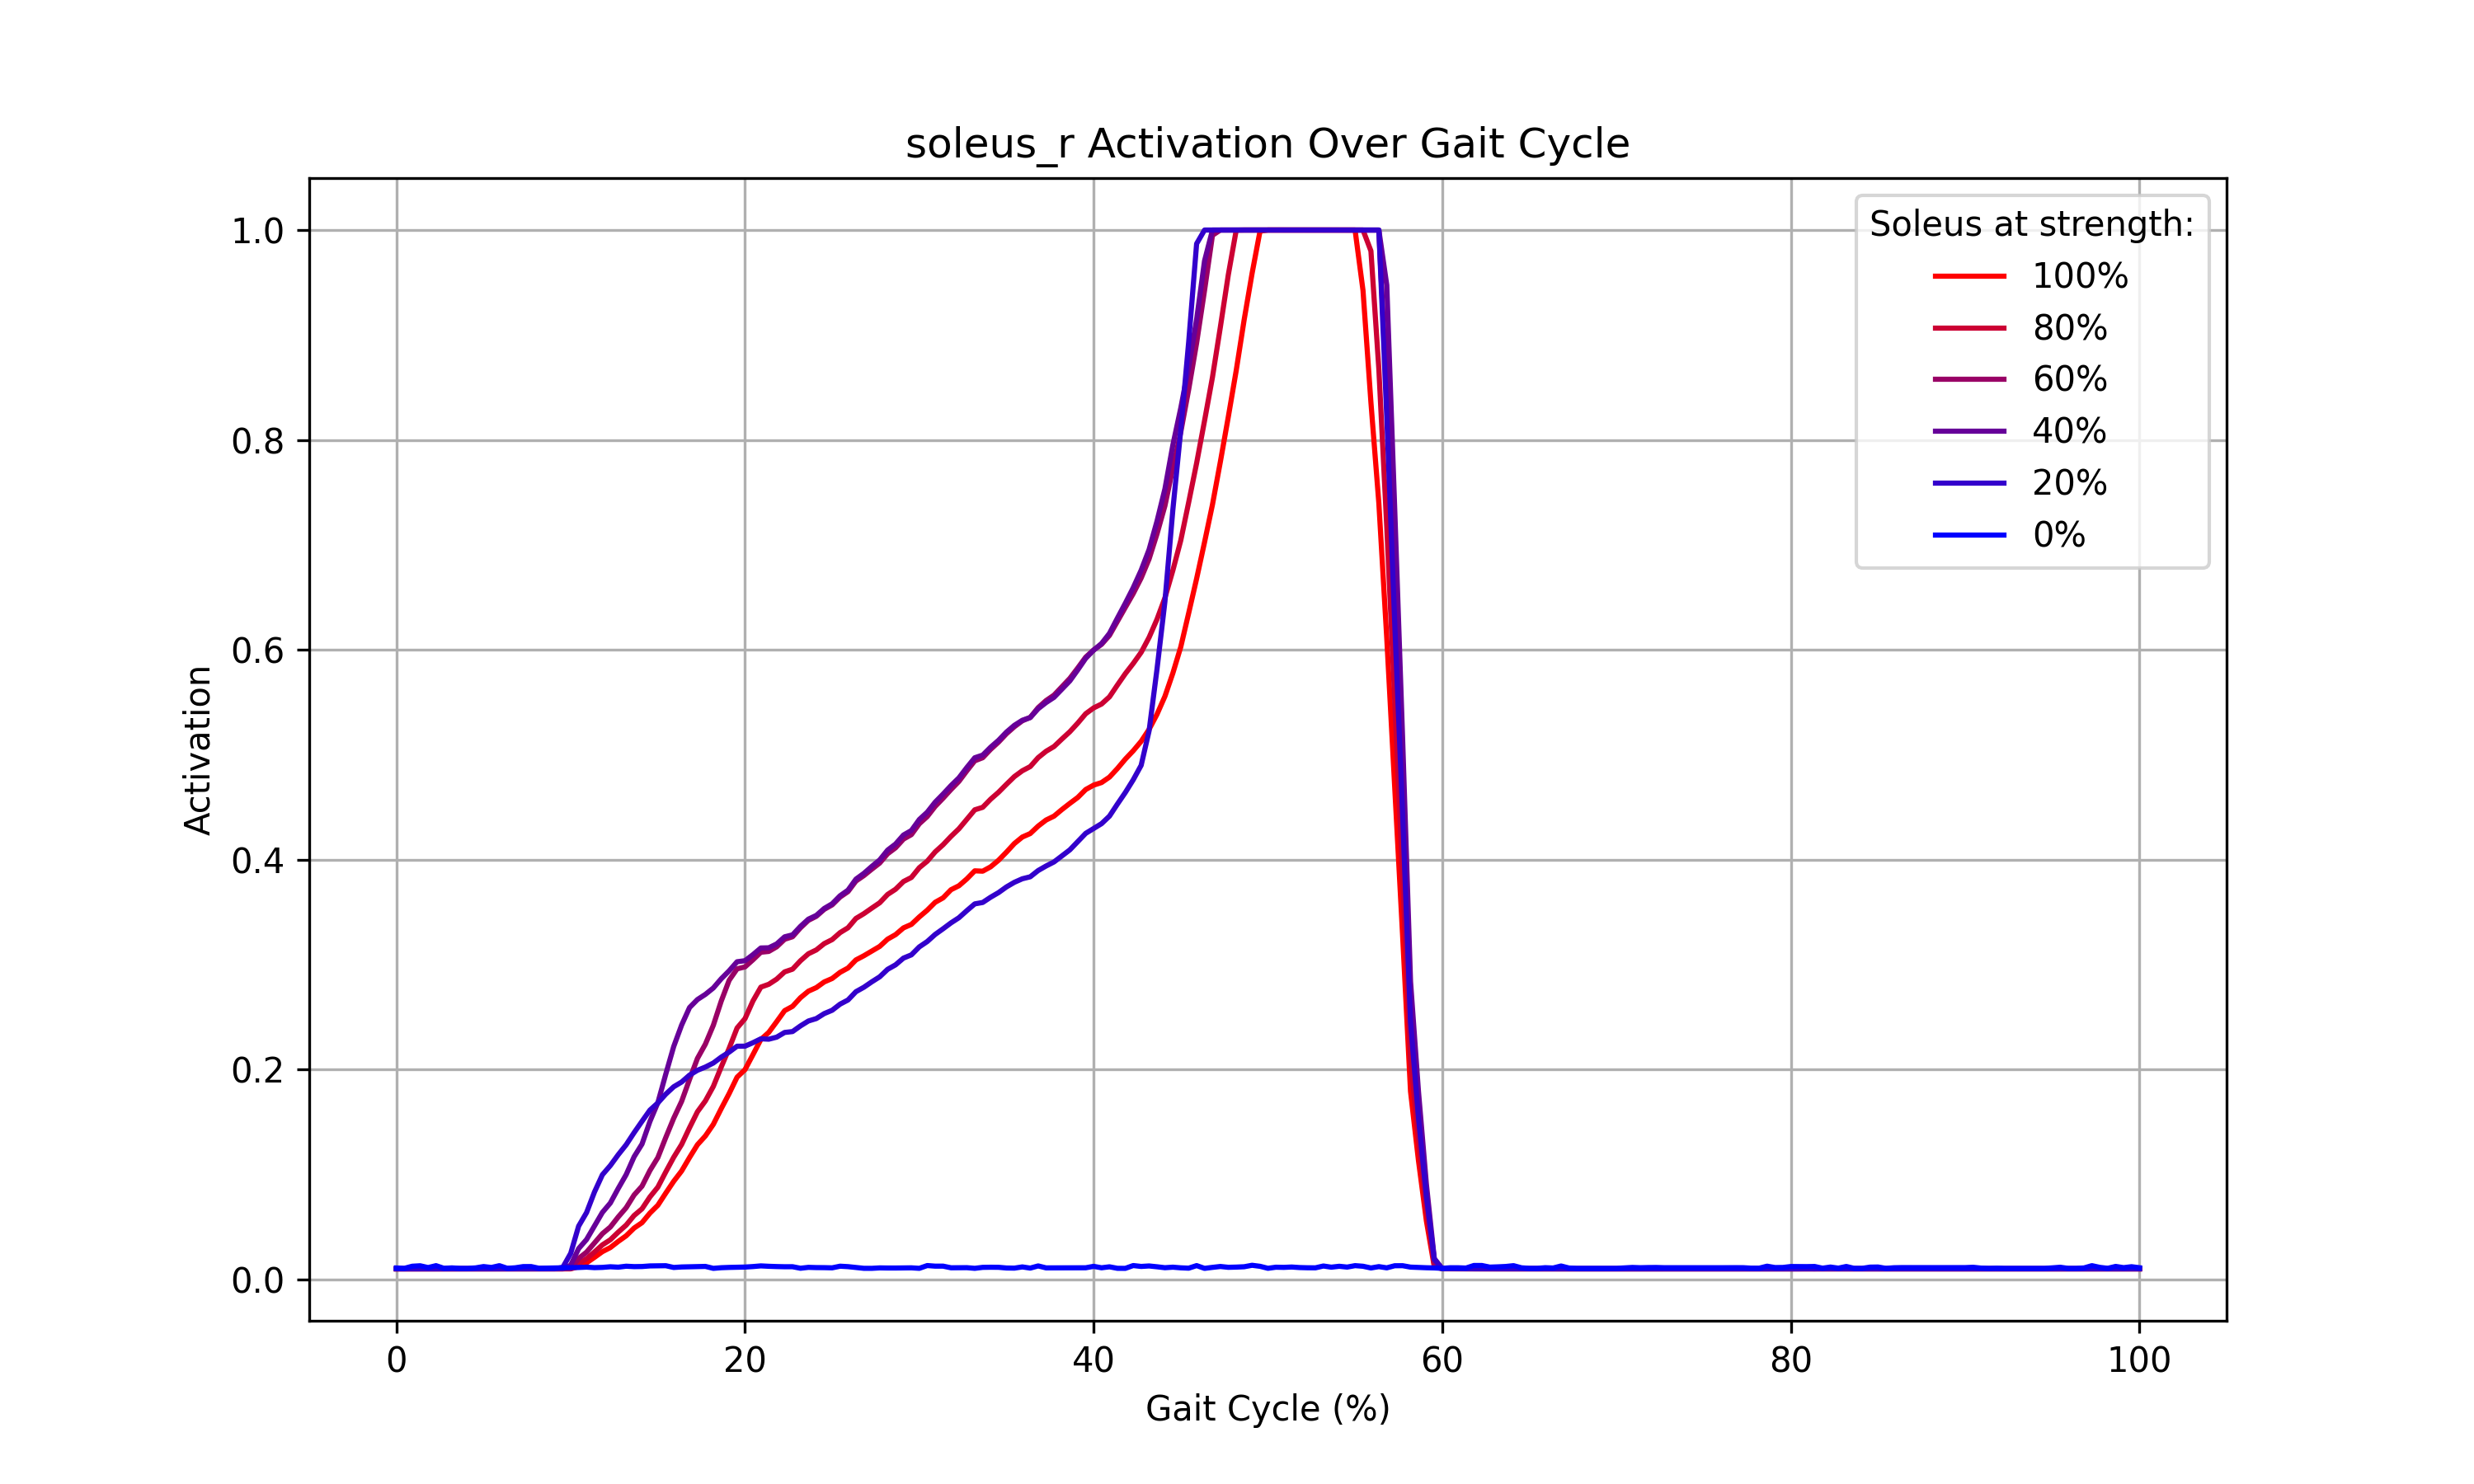 soleus_r Activation Over Gait Cycle
Soleus at strength:
100%
80%
60%
40%
20%
0%
1.0
0.8
0.6
0.4
0.2
0.0
Activation
0 20 40 60 80 100
Gait Cycle (%)